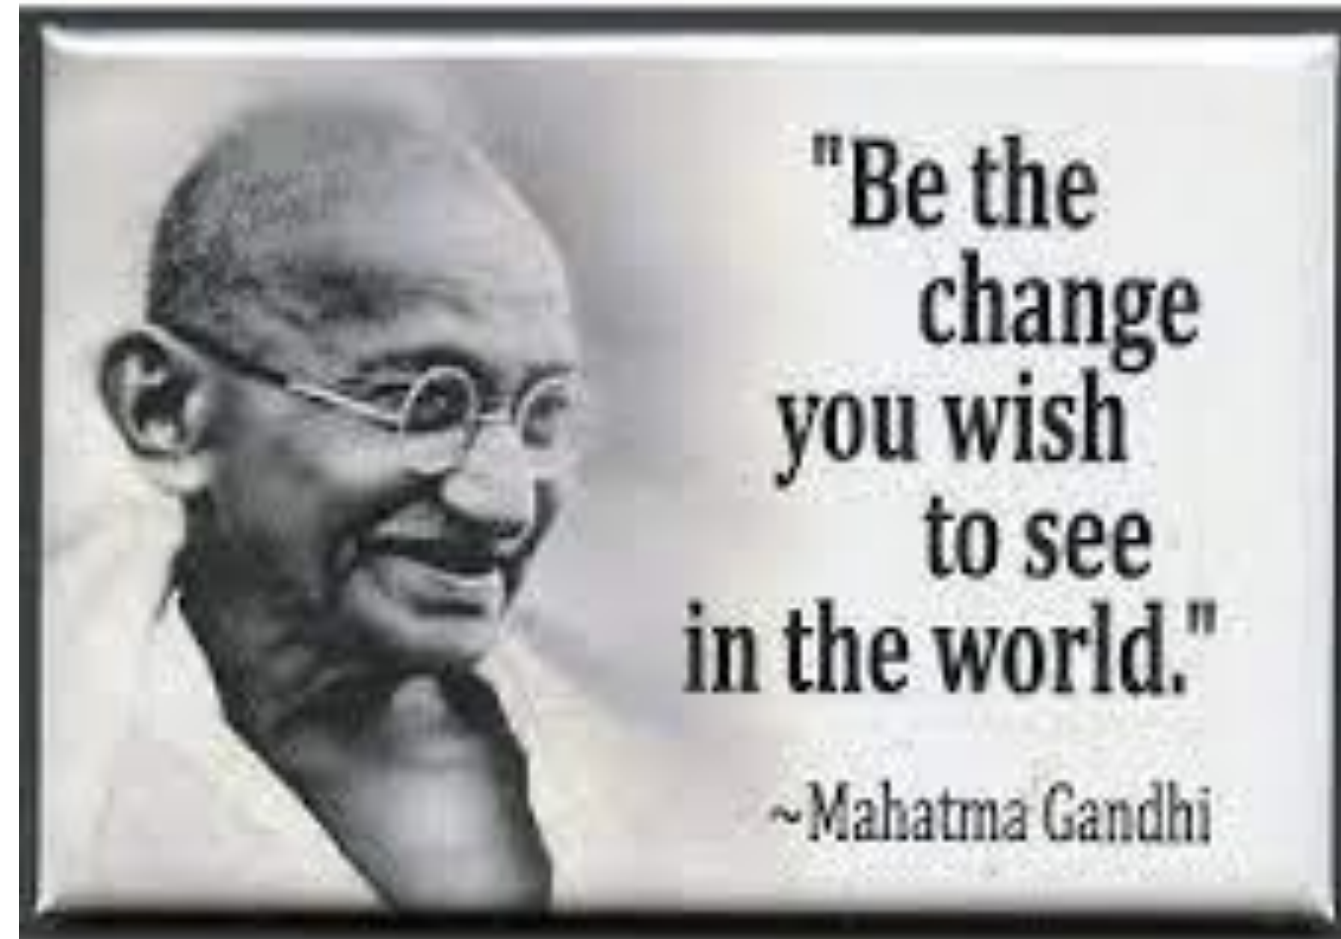 "Be the
change
you wish
to see
in the world."
~Mahatma Gandhi